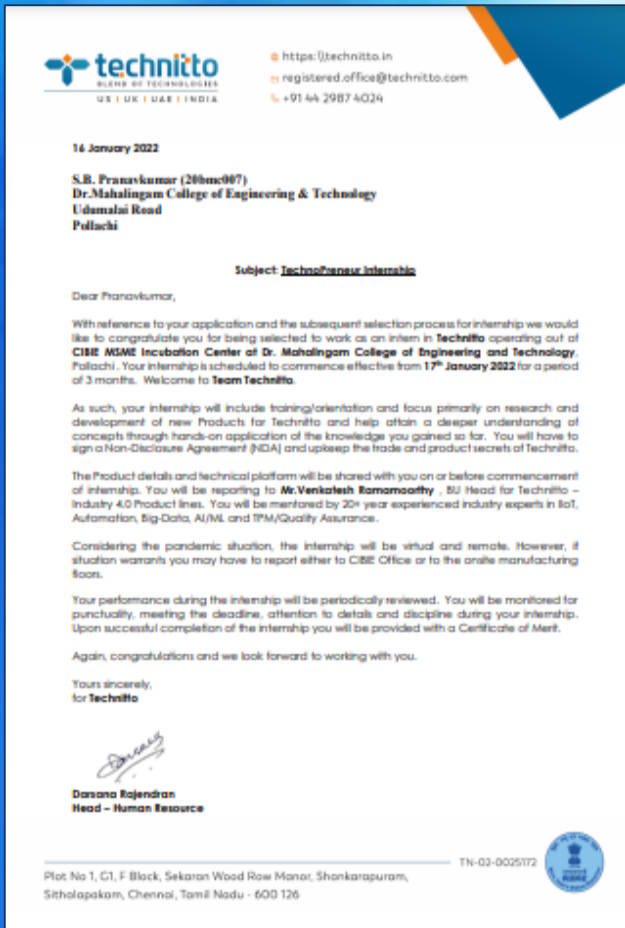 technitto
BLEND OF TECHNOLOGIES
US | UK | UAE | INDIA
https:\\technitto.in
registered.office@technitto.com
+91 44 2987 4024
16 January 2022
S.B. Pranavkumar (20bmc007)
Dr.Mahalingam College of Engineering & Technology
Udumalai Road
Pollachi
Subject: TechnoPreneur Internship
Dear Pranavkumar,
With reference to your application and the subsequent selection process for internship we would
like to congratulate you for being selected to work as an intern in Technitto operating out of
CIBIE MSME Incubation Center at Dr. Mahalingam College of Engineering and Technology,
Pollachi . Your internship is scheduled to commence effective from 17th January 2022 for a period
of 3 months. Welcome to Team Technitto.
As such, your internship will include training/orientation and focus primarily on research and
development of new Products for Technitto and help attain a deeper understanding of
concepts through hands-on application of the knowledge you gained so far. You will have to
sign a Non-Disclosure Agreement (NDA) and upkeep the trade and product secrets of Technitto.
The Product details and technical platform will be shared with you on or before commencement
of internship. You will be reporting to Mr.Venkatesh Ramamoorthy , BU Head for Technitto –
Industry 4.0 Product lines. You will be mentored by 20+ year experienced industry experts in IIoT,
Automation, Big-Data, AI/ML and TPM/Quality Assurance.
Considering the pandemic situation, the internship will be virtual and remote. However, if
situation warrants you may have to report either to CIBIE Office or to the onsite manufacturing
floors.
Your performance during the internship will be periodically reviewed. You will be monitored for
punctuality, meeting the deadline, attention to details and discipline during your internship.
Upon successful completion of the internship you will be provided with a Certificate of Merit.
Again, congratulations and we look forward to working with you.
Yours sincerely,
for Technitto
Darsana
Darsana Rajendran
Head – Human Resource
TN-02-0025172
Plot No 1, G1, F Block, Sekaran Wood Row Manor, Shankarapuram,
Sithalapakam, Chennai, Tamil Nadu - 600 126